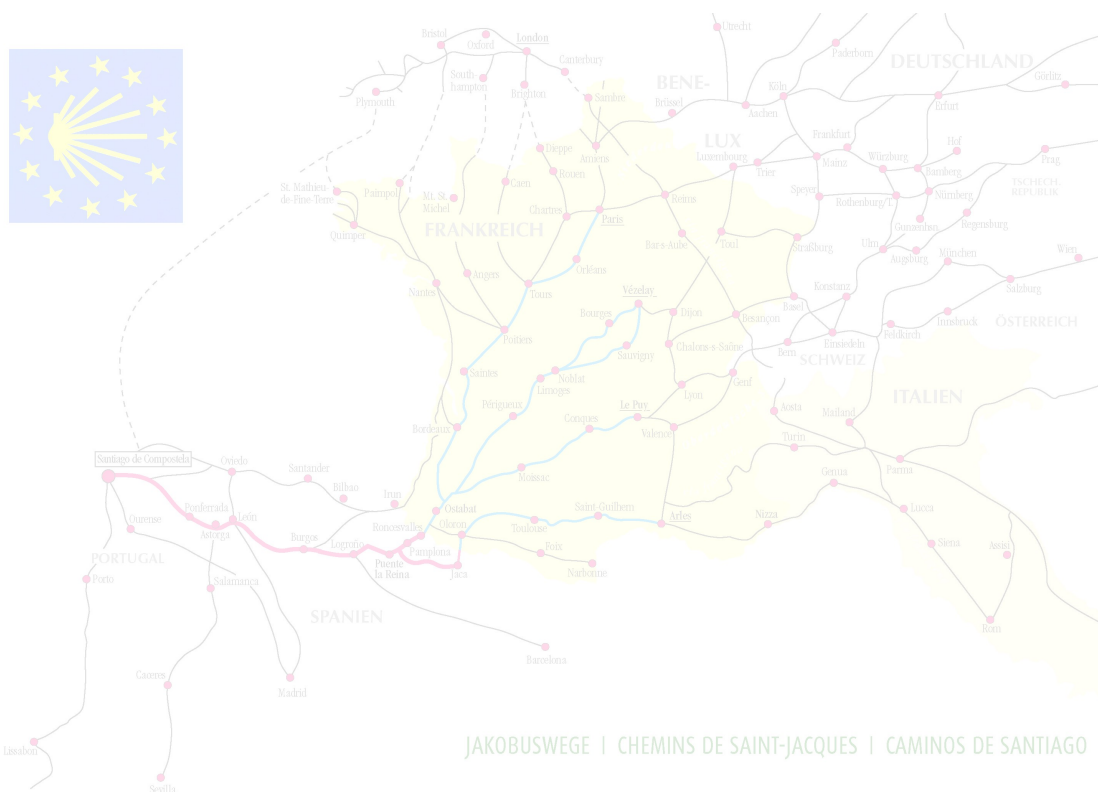 Bristol
Oxford
London
Canterbury
Utrecht
Paderborn
DEUTSCHLAND
Görlitz
Plymouth
South-
hampton
Brighton
Sambre
BENE-
Brüssel
Aachen
Köln
Erfurt
LUX
Luxembourg
Trier
Frankfurt
Mainz
Würzburg
Hof
Bamberg
Prag
TSCHECH.
REPUBLIK
Dieppe
Amiens
Rouen
Caen
St. Mathieu
de-Fine-Terre
Paimpol
Mt. St.
Michel
Quimper
FRANKREICH
Chartres
Paris
Reims
Speyer
Rothenburg/T.
Nürnberg
Gunzenhsn
Regensburg
Bar-s-Aube
Toul
Straßburg
Ulm
Augsburg
München
Wien
Orléans
Angers
Nantes
Tours
Vézelay
Konstanz
Salzburg
Basel
Bourges
Dijon
Besançon
Innsbruck
Feldkirch
ÖSTERREICH
Poitiers
Sauvigny
Chalons-s-Saône
Bern
Einsiedeln
SCHWEIZ
Saintes
Noblat
Limoges
Genf
Lyon
ITALIEN
Périgueux
Le Puy
Conques
Aosta
Mailand
Bordeaux
Valence
Turin
Parma
Santiago de Compostela
Oviedo
Santander
Bilbao
Irun
Moissac
Genua
Ostabat
Saint-Guilhem
Ponferrada
León
Ourense
Astorga
Roncesvalles
Oloron
Toulouse
Arles
Nizza
Lucca
Burgos
Logroño
Pamplona
Puente
la Reina
Jaca
Foix
Narbonne
Siena
Assisi
PORTUGAL
Porto
Salamanca
SPANIEN
Rom
Barcelona
Caceres
Madrid
Lissabon
JAKOBUSWEGE | CHEMINS DE SAINT-JACQUES | CAMINOS DE SANTIAGO
Sevilla